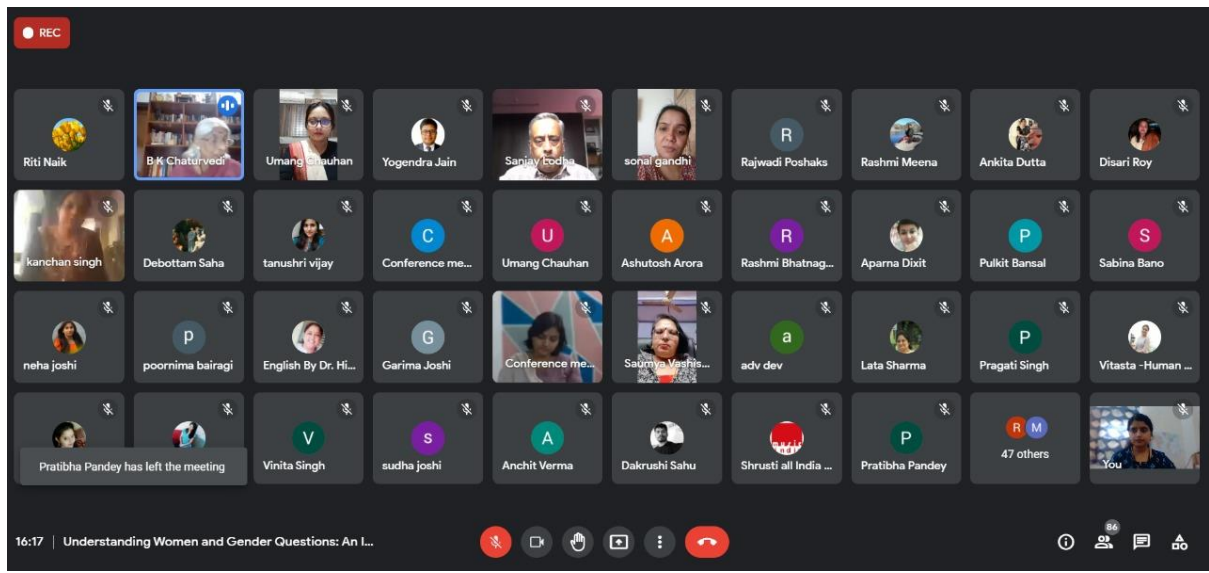 REC
Riti Naik
B K Chaturvedi
Umang Chauhan
Yogendra Jain
Sanjay Lodha
sonal gandhi
R
Rajwadi Poshaks
Rashmi Meena
Ankita Dutta
Disari Roy
kanchan singh
Debottam Saha
tanushri vijay
C
Conference me...
U
Umang Chauhan
A
Ashutosh Arora
R
Rashmi Bhatnag...
Aparna Dixit
P
Pulkit Bansal
S
Sabina Bano
neha joshi
p
poornima bairagi
English By Dr. Hi...
G
Garima Joshi
Conference me...
Saumya Vashis...
a
adv dev
Lata Sharma
P
Pragati Singh
Vitasta -Human ...
Pratibha Pandey has left the meeting
V
Vinita Singh
s
sudha joshi
A
Anchit Verma
Dakrushi Sahu
Shrusti all India ...
P
Pratibha Pandey
R M
47 others
You
16:17 | Understanding Women and Gender Questions: An I...
86